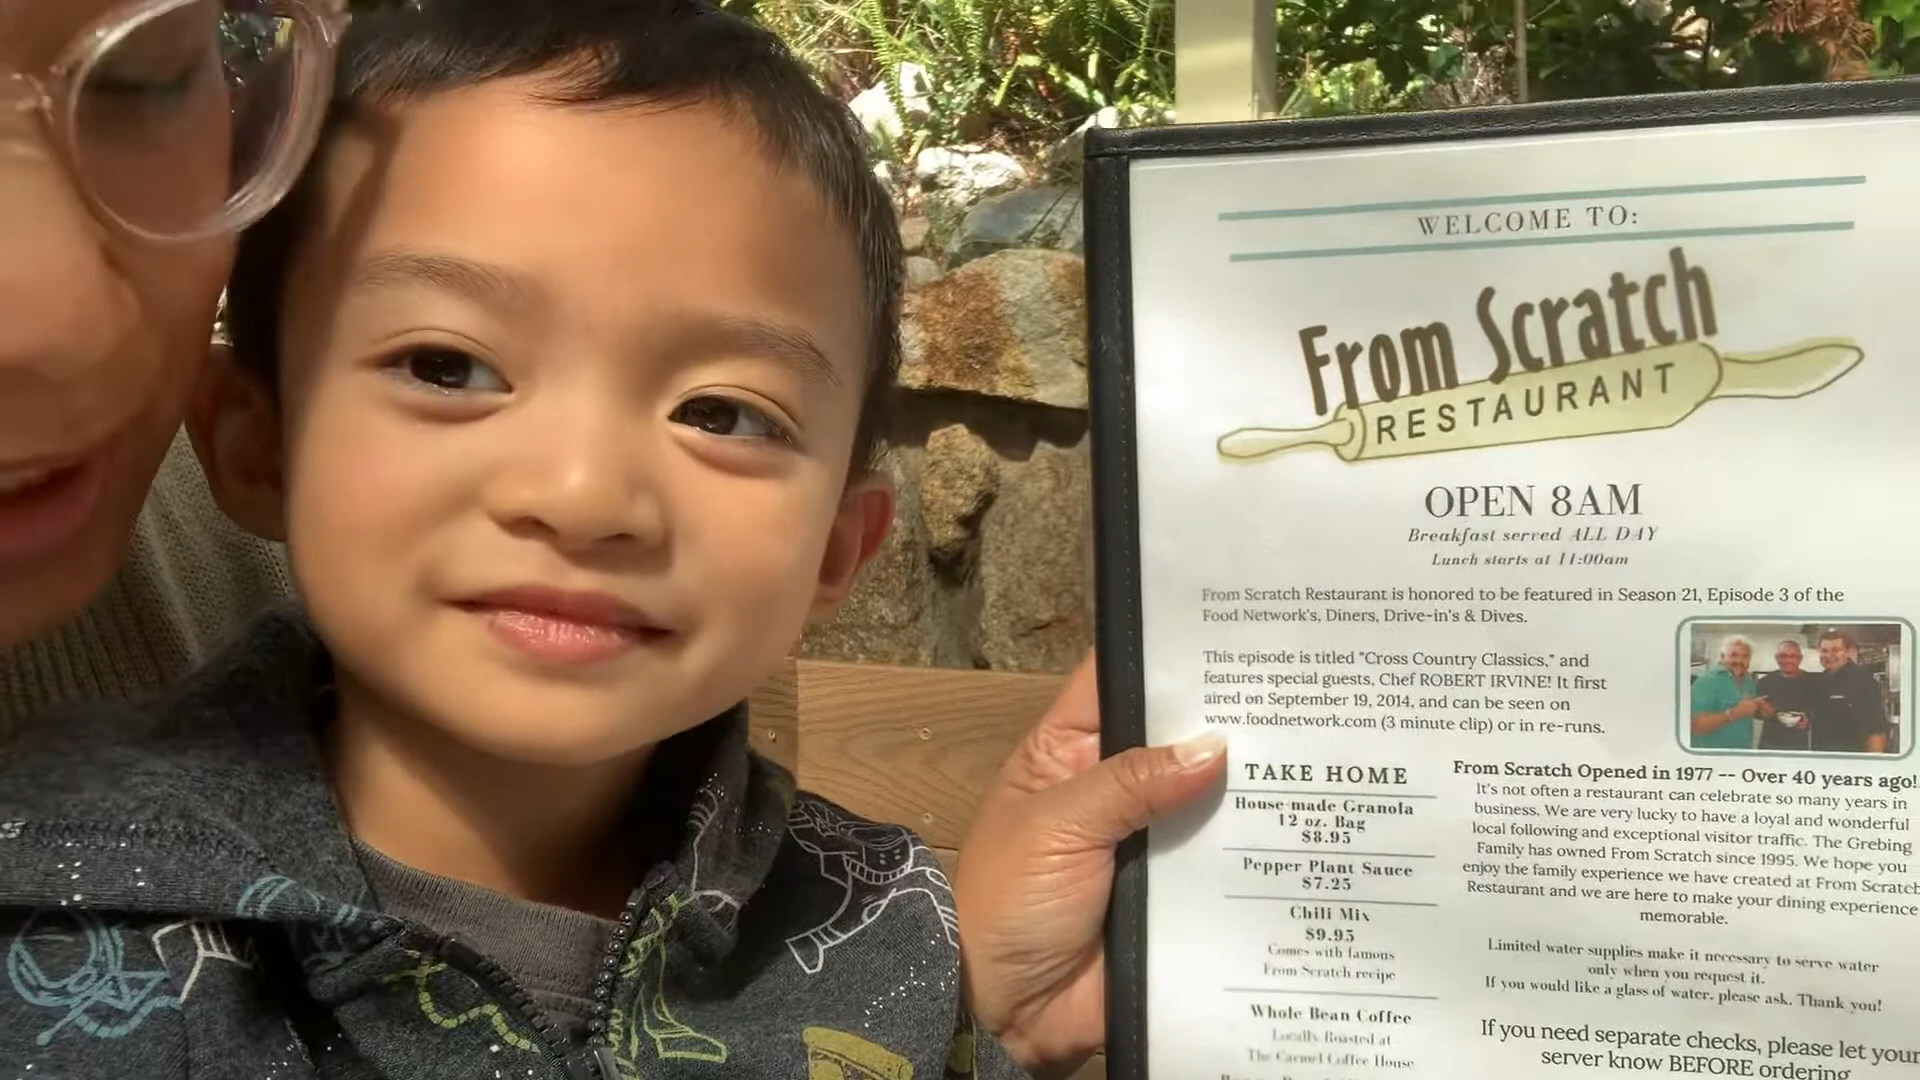 WELCOME TO:
From Scratch
RESTAURANT
OPEN 8AM
Breakfast served ALL DAY
Lunch starts at 11:00am
From Scratch Restaurant is honored to be featured in Season 21, Episode 3 of the
Food Network's, Diners, Drive-in's & Dives.
This episode is titled "Cross Country Classics," and
features special guests, Chef ROBERT IRVINE! It first
aired on September 19, 2014, and can be seen on
www.foodnetwork.com (3 minute clip) or in re-runs.
TAKE HOME
House-made Granola
12 oz. Bag
$8.95
Pepper Plant Sauce
$7.25
Chili Mix
$9.95
Comes with famous
From Scratch recipe
Whole Bean Coffee
Locally Roasted at
The Carmel Coffee House
From Scratch Opened in 1977 -- Over 40 years ago!
It's not often a restaurant can celebrate so many years in
business. We are very lucky to have a loyal and wonderful
local following and exceptional visitor traffic. The Grebing
Family has owned From Scratch since 1995. We hope you
enjoy the family experience we have created at From Scratch
Restaurant and we are here to make your dining experience
memorable.
Limited water supplies make it necessary to serve water
only when you request it.
If you would like a glass of water, please ask. Thank you!
If you need separate checks, please let your
server know BEFORE ordering